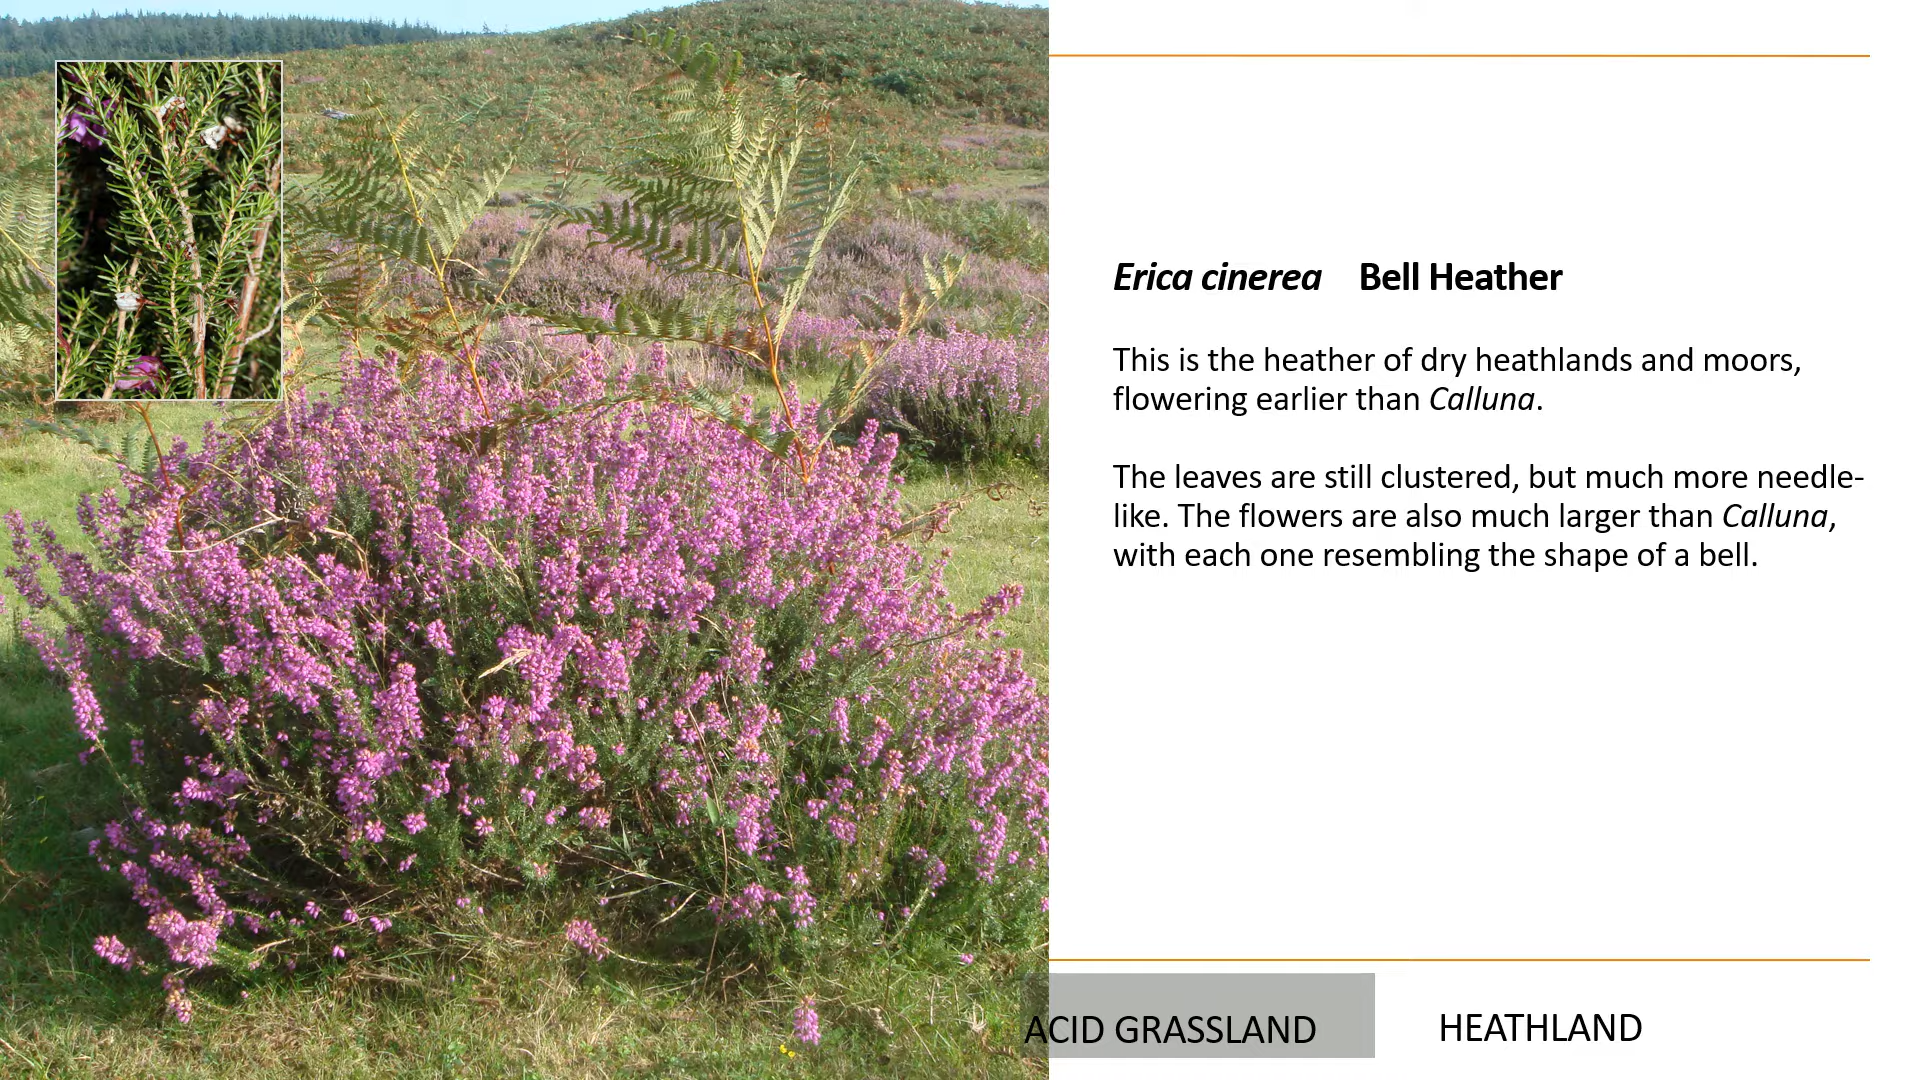 Erica cinerea Bell Heather
This is the heather of dry heathlands and moors,
flowering earlier than Calluna.
The leaves are still clustered, but much more needle-
like. The flowers are also much larger than Calluna,
with each one resembling the shape of a bell.
ACID GRASSLAND HEATHLAND